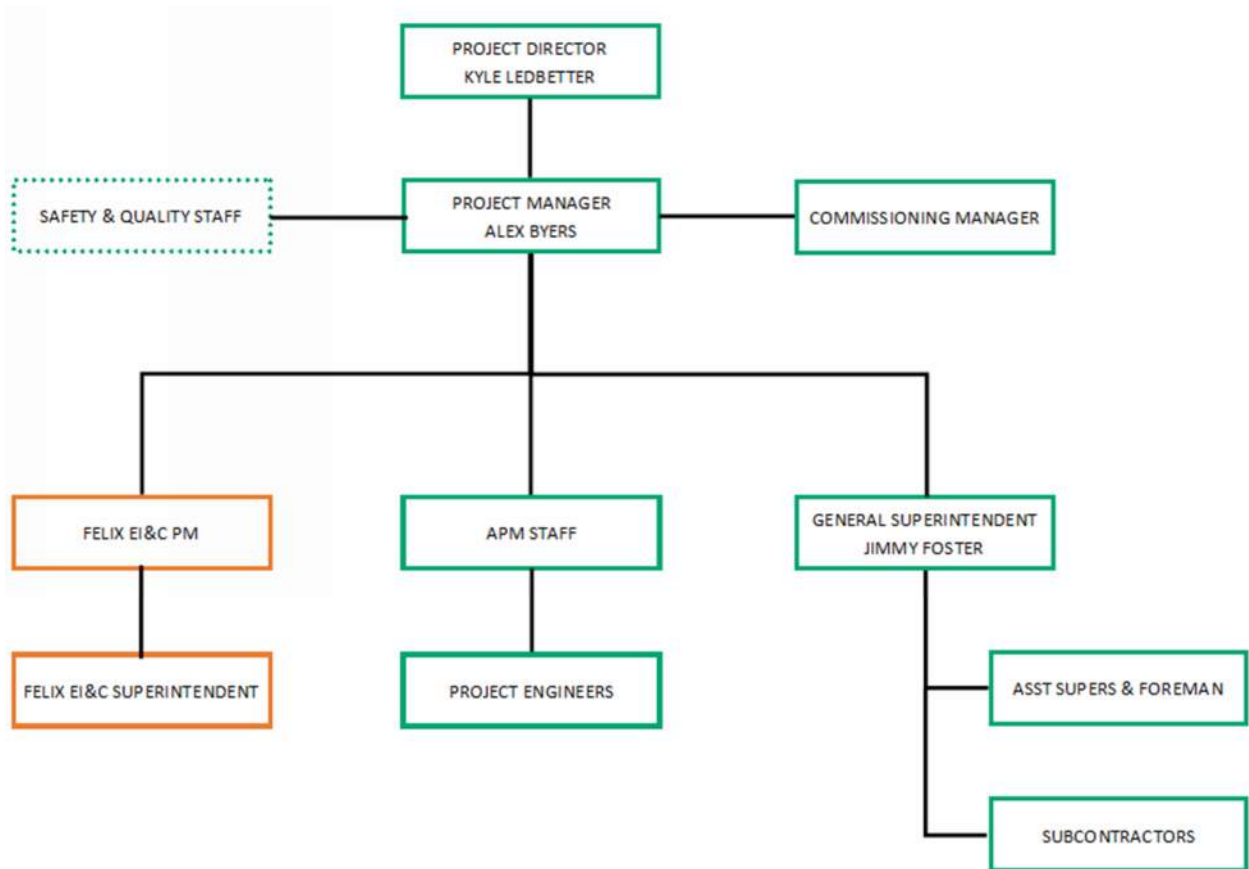 PROJECT DIRECTOR
KYLE LEDBETTER
SAFETY & QUALITY STAFF
PROJECT MANAGER
ALEX BYERS
COMMISSIONING MANAGER
FELIX EI&C PM
APM STAFF
GENERAL SUPERINTENDENT
JIMMY FOSTER
FELIX EI&C SUPERINTENDENT
PROJECT ENGINEERS
ASST SUPERS & FOREMAN
SUBCONTRACTORS